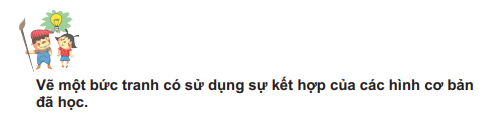 Vẽ một bức tranh có sử dụng sự kết hợp của các hình cơ bản
đã học.